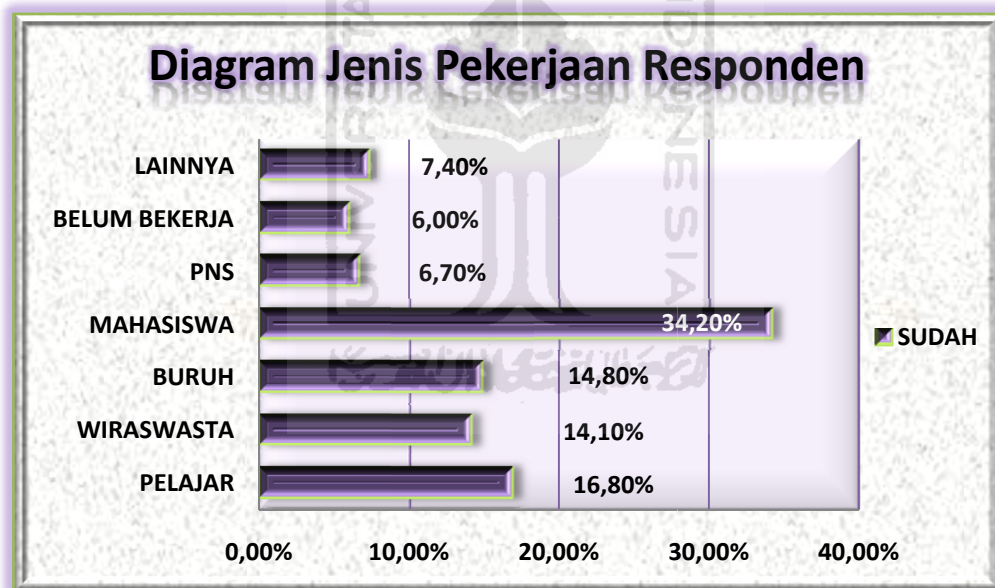 Diagram Jenis Pekerjaan Responden
LAINNYA 7,40%
BELUM BEKERJA 6,00%
PNS 6,70%
MAHASISWA 34,20%
SUDAH
BURUH 14,80%
WIRASWASTA 14,10%
PELAJAR 16,80%
0,00% 10,00% 20,00% 30,00% 40,00%